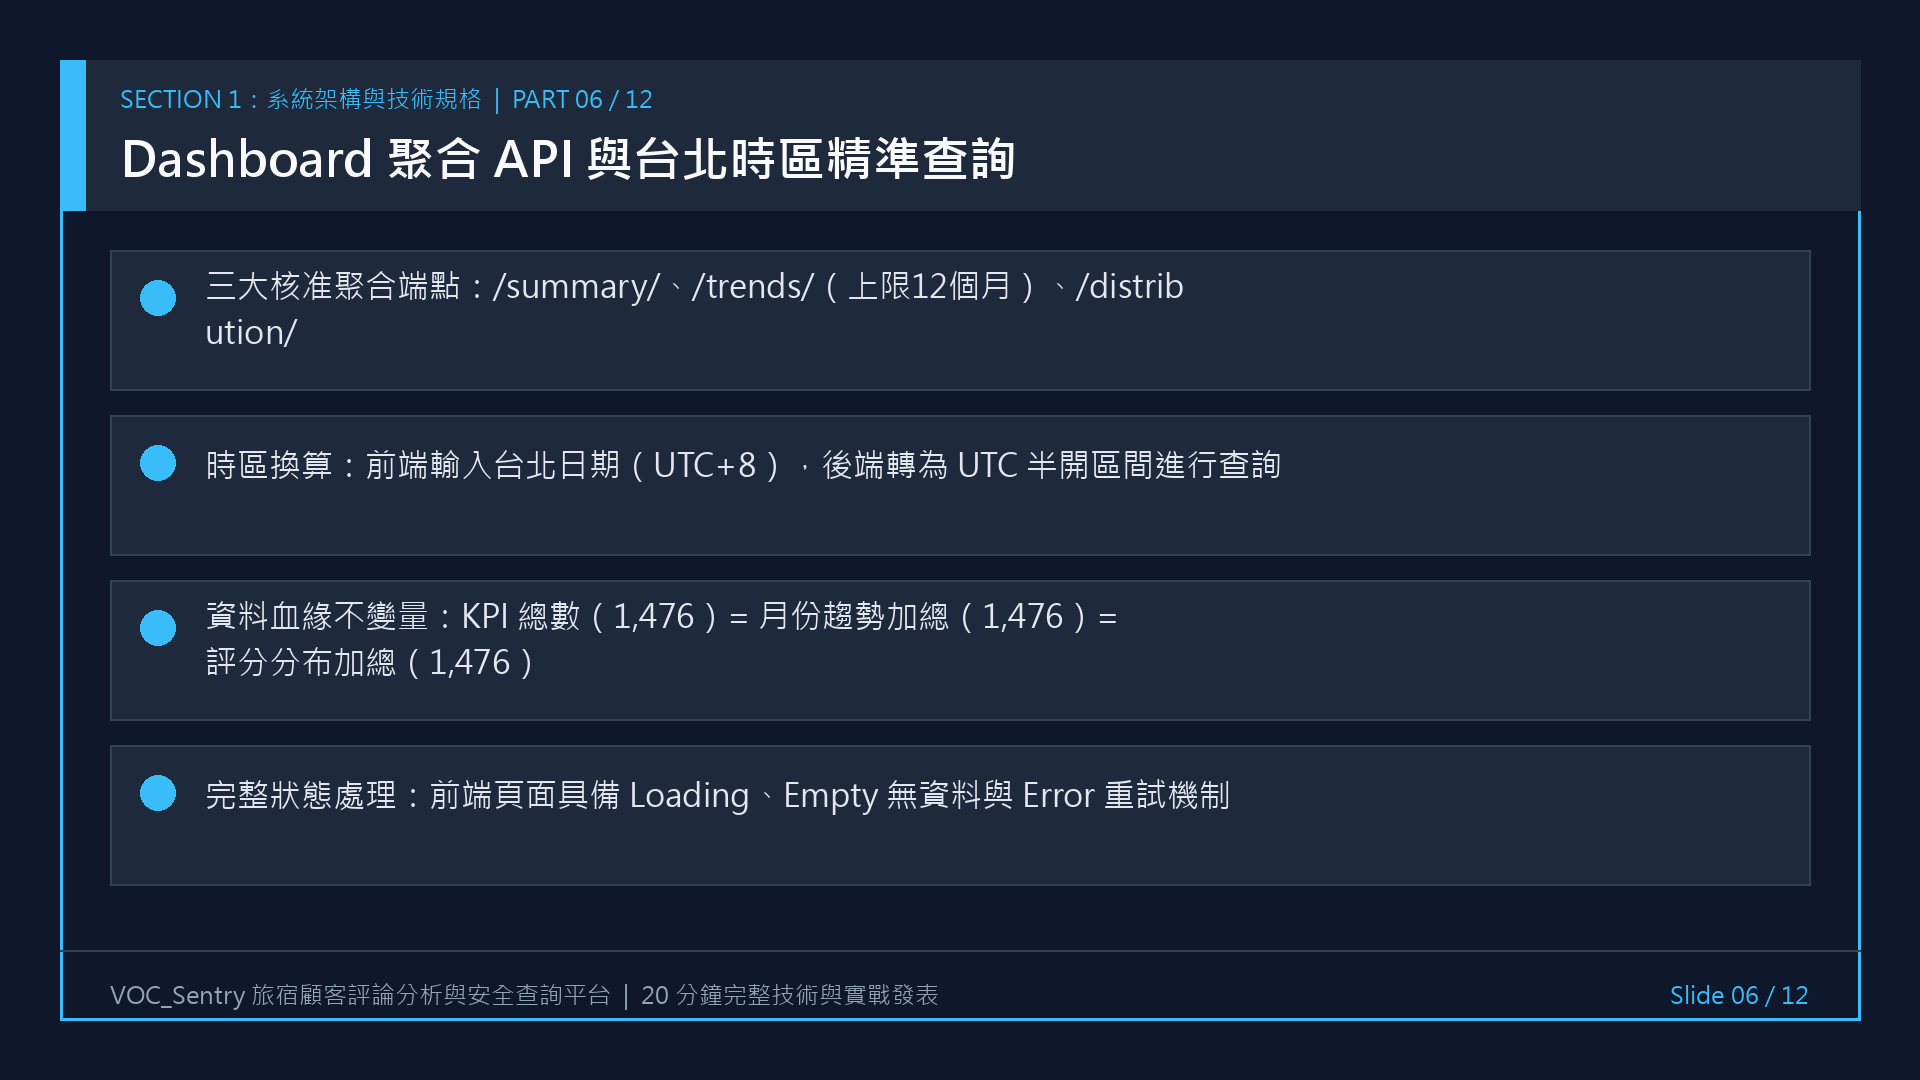 SECTION 1：系統架構與技術規格 | PART 06 / 12
Dashboard 聚合 API 與台北時區精準查詢
三大核准聚合端點：/summary/、/trends/（上限12個月）、/distrib
ution/
時區換算：前端輸入台北日期（UTC+8），後端轉為 UTC 半開區間進行查詢
資料血緣不變量：KPI 總數（1,476）= 月份趨勢加總（1,476）=
評分分布加總（1,476）
完整狀態處理：前端頁面具備 Loading、Empty 無資料與 Error 重試機制
VOC_Sentry 旅宿顧客評論分析與安全查詢平台 | 20 分鐘完整技術與實戰發表
Slide 06 / 12